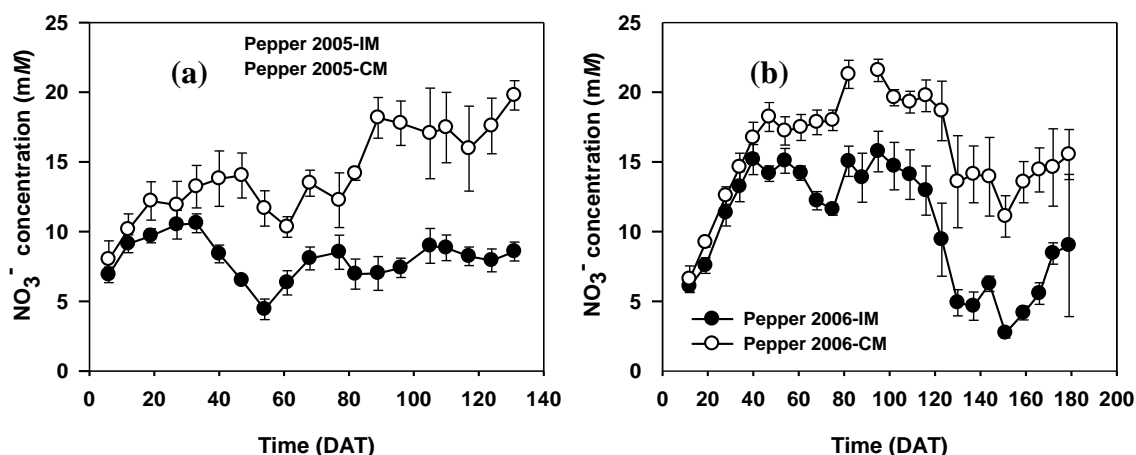 25
20
15
10
5
0
NO3⁻ concentration (mM)
(a)
Pepper 2005-IM
Pepper 2005-CM
0 20 40 60 80 100 120 140
Time (DAT)
25
20
15
10
5
0
NO3⁻ concentration (mM)
(b)
Pepper 2006-IM
Pepper 2006-CM
0 20 40 60 80 100 120 140 160 180 200
Time (DAT)